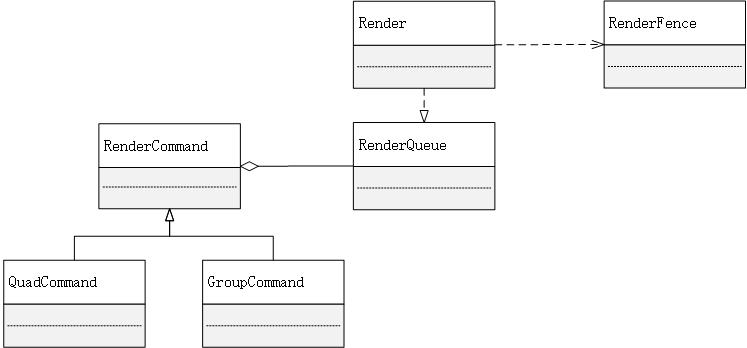 Render
RenderFence
RenderCommand
RenderQueue
QuadCommand
GroupCommand